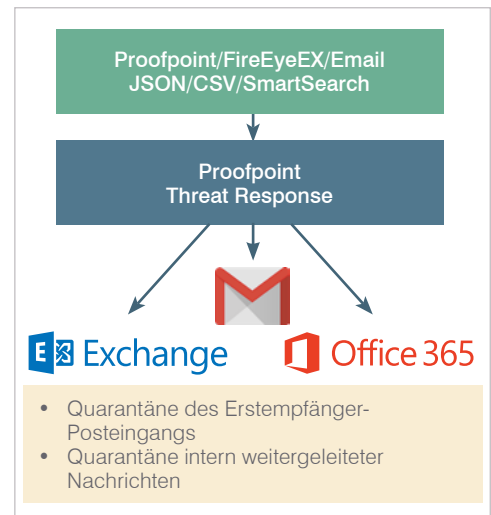 Proofpoint/FireEyeEX/Email
JSON/CSV/SmartSearch
Proofpoint
Threat Response
E Exchange
Office 365
• Quarantäne des Erstempfänger-
Posteingangs
• Quarantäne intern weitergeleiteter
Nachrichten